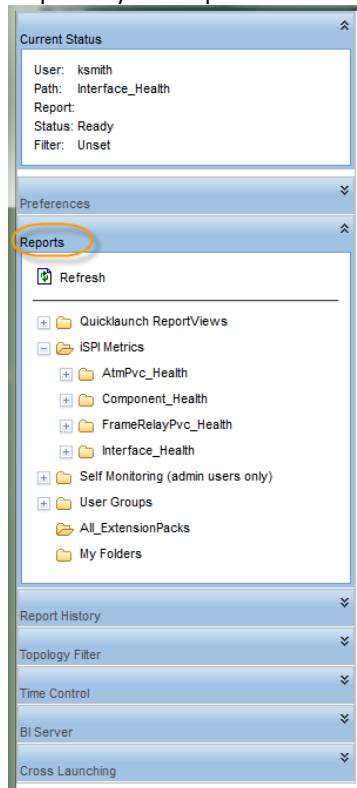 Current Status
User: ksmith
Path: Interface_Health
Report:
Status: Ready
Filter: Unset
Preferences
Reports
Refresh
Quicklaunch ReportViews
iSPI Metrics
AtmPvc_Health
Component_Health
FrameRelayPvc_Health
Interface_Health
Self Monitoring (admin users only)
User Groups
All_ExtensionPacks
My Folders
Report History
Topology Filter
Time Control
BI Server
Cross Launching